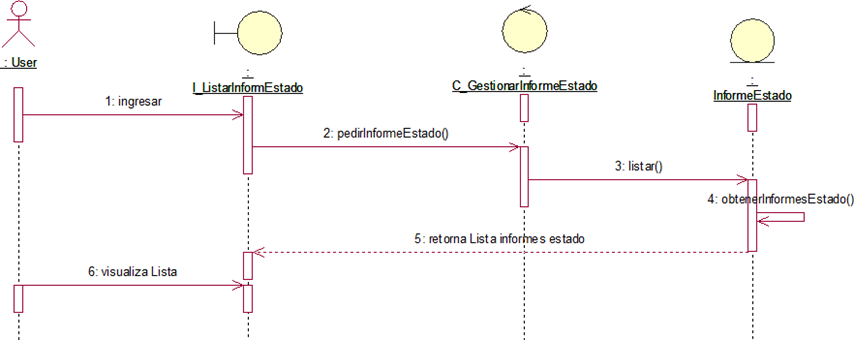 : User
:
I_ListarInformEstado
:
C_GestionarInformeEstado
:
InformeEstado
1: ingresar
2: pedirInformeEstado()
3: listar()
4: obtenerInformesEstado()
5: retorna Lista informes estado
6: visualiza Lista